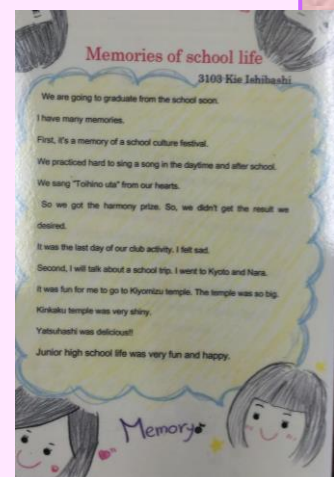 Memories of school life
3103 Kie Ishibashi
We are going to graduate from the school soon.
I have many memories.
First, it's a memory of a school culture festival.
We practiced hard to sing a song in the daytime and after school.
We sang "Toihino uta" from our hearts.
So we got the harmony prize. So, we didn't get the result we
desired.
It was the last day of our club activity. I felt sad.
Second, I will talk about a school trip. I went to Kyoto and Nara.
It was fun for me to go to Kiyomizu temple. The temple was so big.
Kinkaku temple was very shiny.
Yatsuhashi was delicious!!
Junior high school life was very fun and happy.
Memory♪